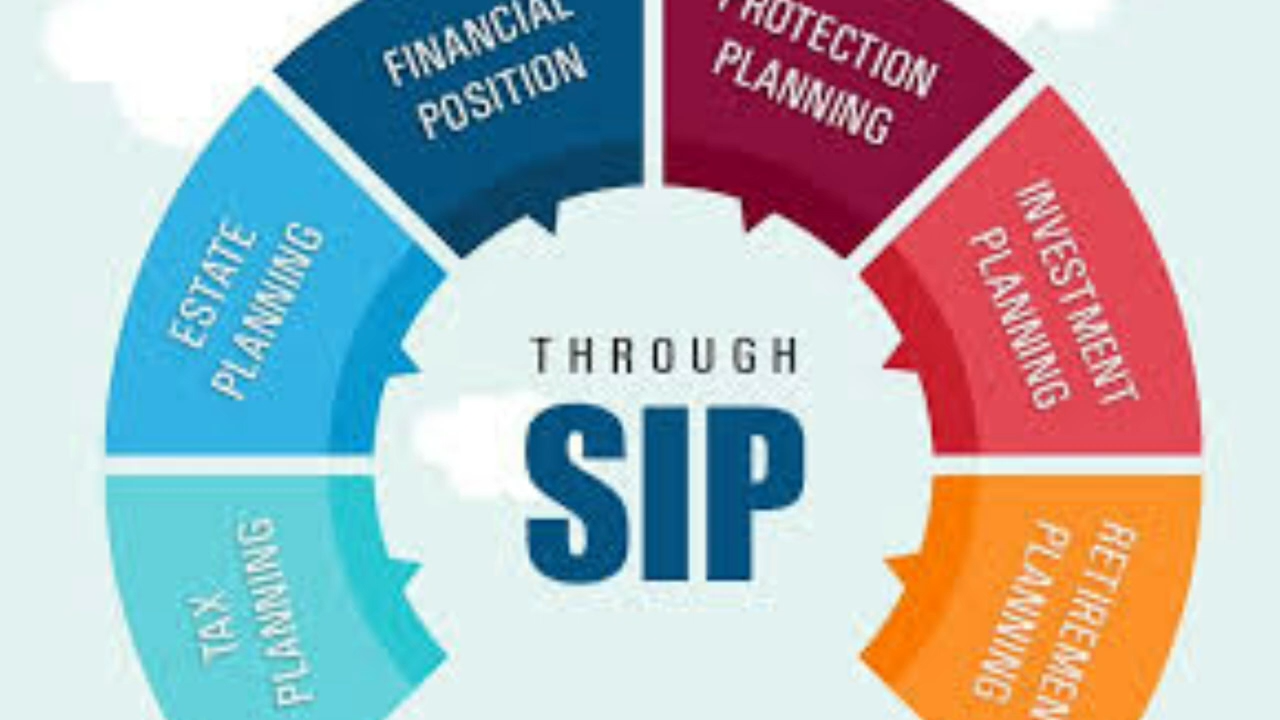 FINANCIAL
POSITION
PROTECTION
PLANNING
ESTATE
PLANNING
INVESTMENT
PLANNING
THROUGH
SIP
TAX
PLANNING
RETIREMEN
PLANNING